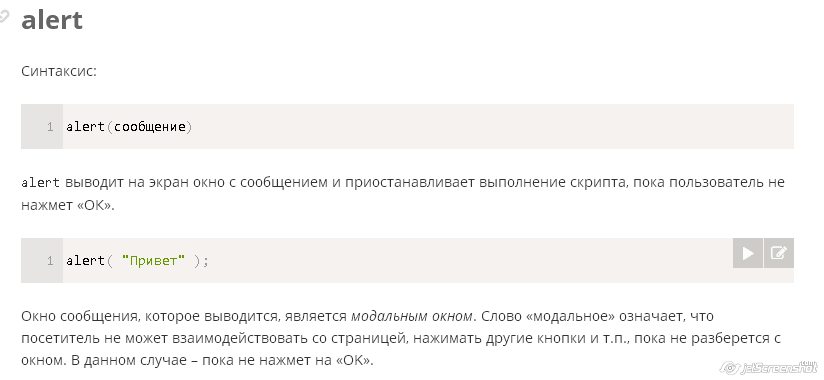 alert
Синтаксис:
1 alert(сообщение)
alert выводит на экран окно с сообщением и приостанавливает выполнение скрипта, пока пользователь не
нажмет «ОК».
1 alert( "Привет" );
Окно сообщения, которое выводится, является модальным окном. Слово «модальное» означает, что
посетитель не может взаимодействовать со страницей, нажимать другие кнопки и т.п., пока не разберется с
окном. В данном случае – пока не нажмет на «OK».
jetScreenshot